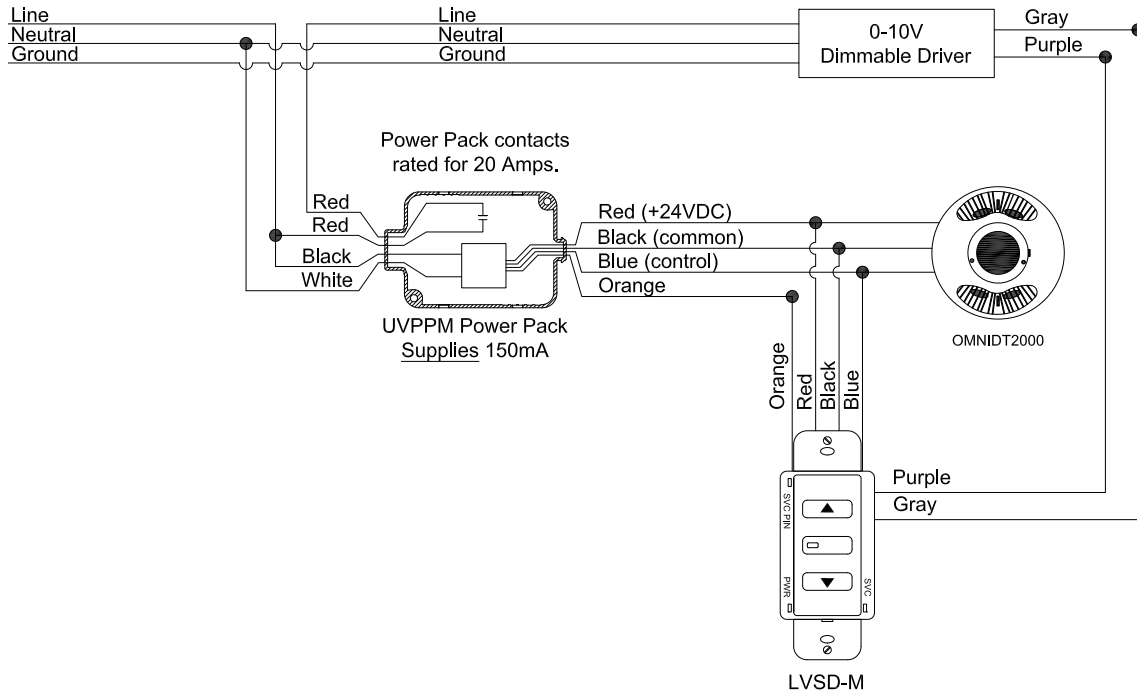 Line
Neutral
Ground
Line
Neutral
Ground
0-10V
Dimmable Driver
Gray
Purple
Power Pack contacts
rated for 20 Amps.
Red
Red
Black
White
UVPPM Power Pack
Supplies 150mA
Red (+24VDC)
Black (common)
Blue (control)
Orange
OMNIDT2000
Orange
Red
Black
Blue
SVC PIN
PWR
SVC
Purple
Gray
LVSD-M